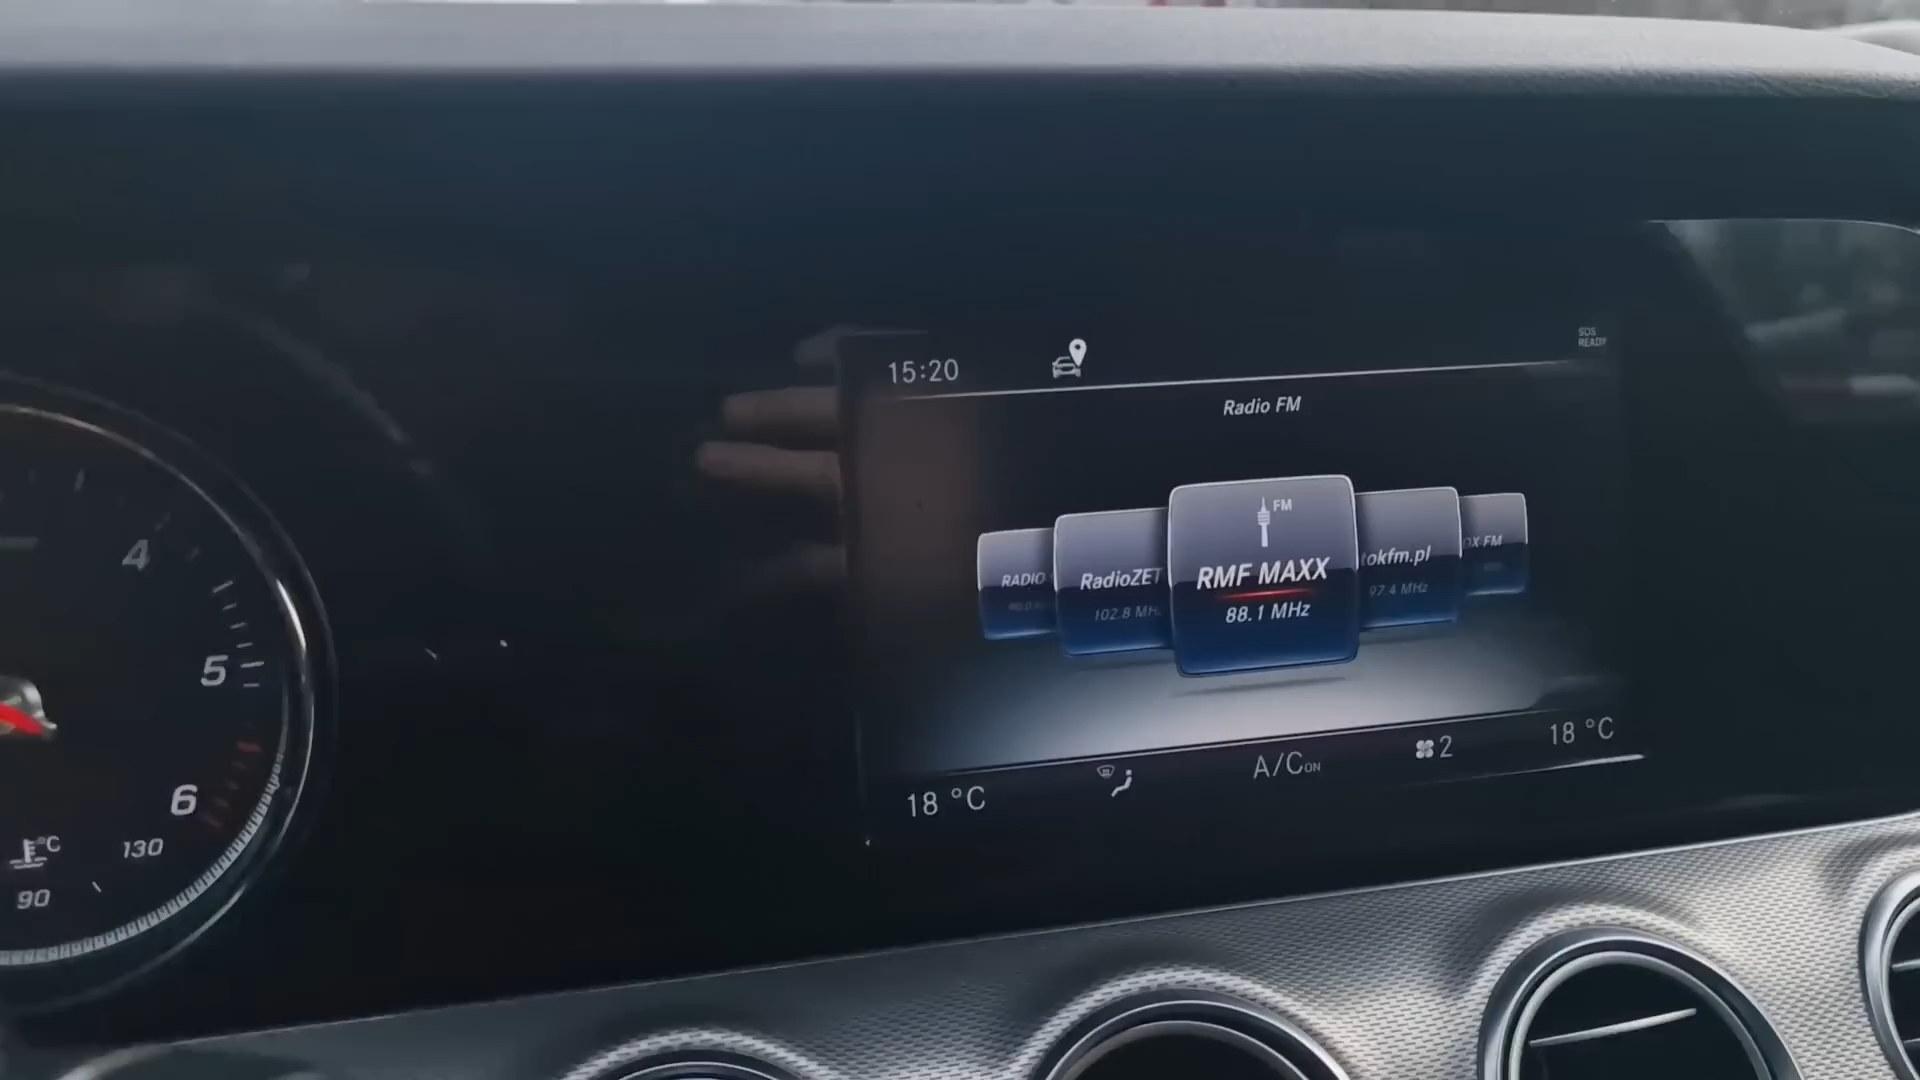 15:20
SOS
READY
Radio FM
FM
RADIO
RadioZET
102.8 MHz
RMF MAXX
88.1 MHz
tokfm.pl
97.4 MHz
OX FM
18 °C
A/C ON
2
18 °C
4
5
6
°C
130
90